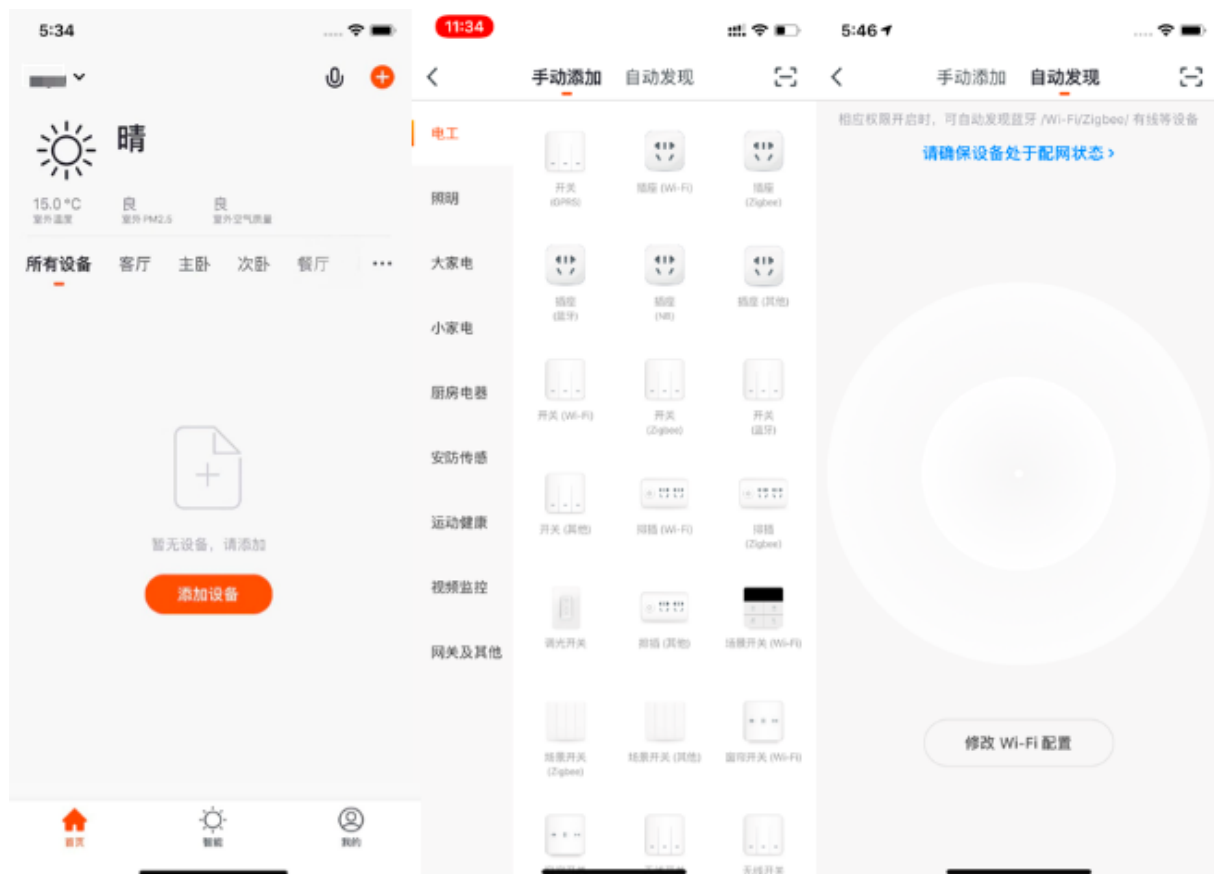 5:34
晴
15.0 °C 良 良
室外温度 室外 PM2.5 室外空气质量
所有设备 客厅 主卧 次卧 餐厅 ...
暂无设备，请添加
添加设备
首页 智能 我的
11:34
手动添加 自动发现
电工
照明
大家电
小家电
厨房电器
安防传感
运动健康
视频监控
网关及其他
开关
(GPRS)
插座 (Wi-Fi)
插座
(Zigbee)
插座
(蓝牙)
插座
(NB)
插座 (其他)
开关 (Wi-Fi)
开关
(Zigbee)
开关
(蓝牙)
开关 (其他)
排插 (Wi-Fi)
排插
(Zigbee)
调光开关
排插 (其他)
场景开关 (Wi-Fi)
场景开关
(Zigbee)
场景开关 (其他)
窗帘开关 (Wi-Fi)
无线开关
5:46
手动添加 自动发现
相应权限开启时，可自动发现蓝牙 /Wi-Fi/Zigbee/ 有线等设备
请确保设备处于配网状态 >
修改 Wi-Fi 配置